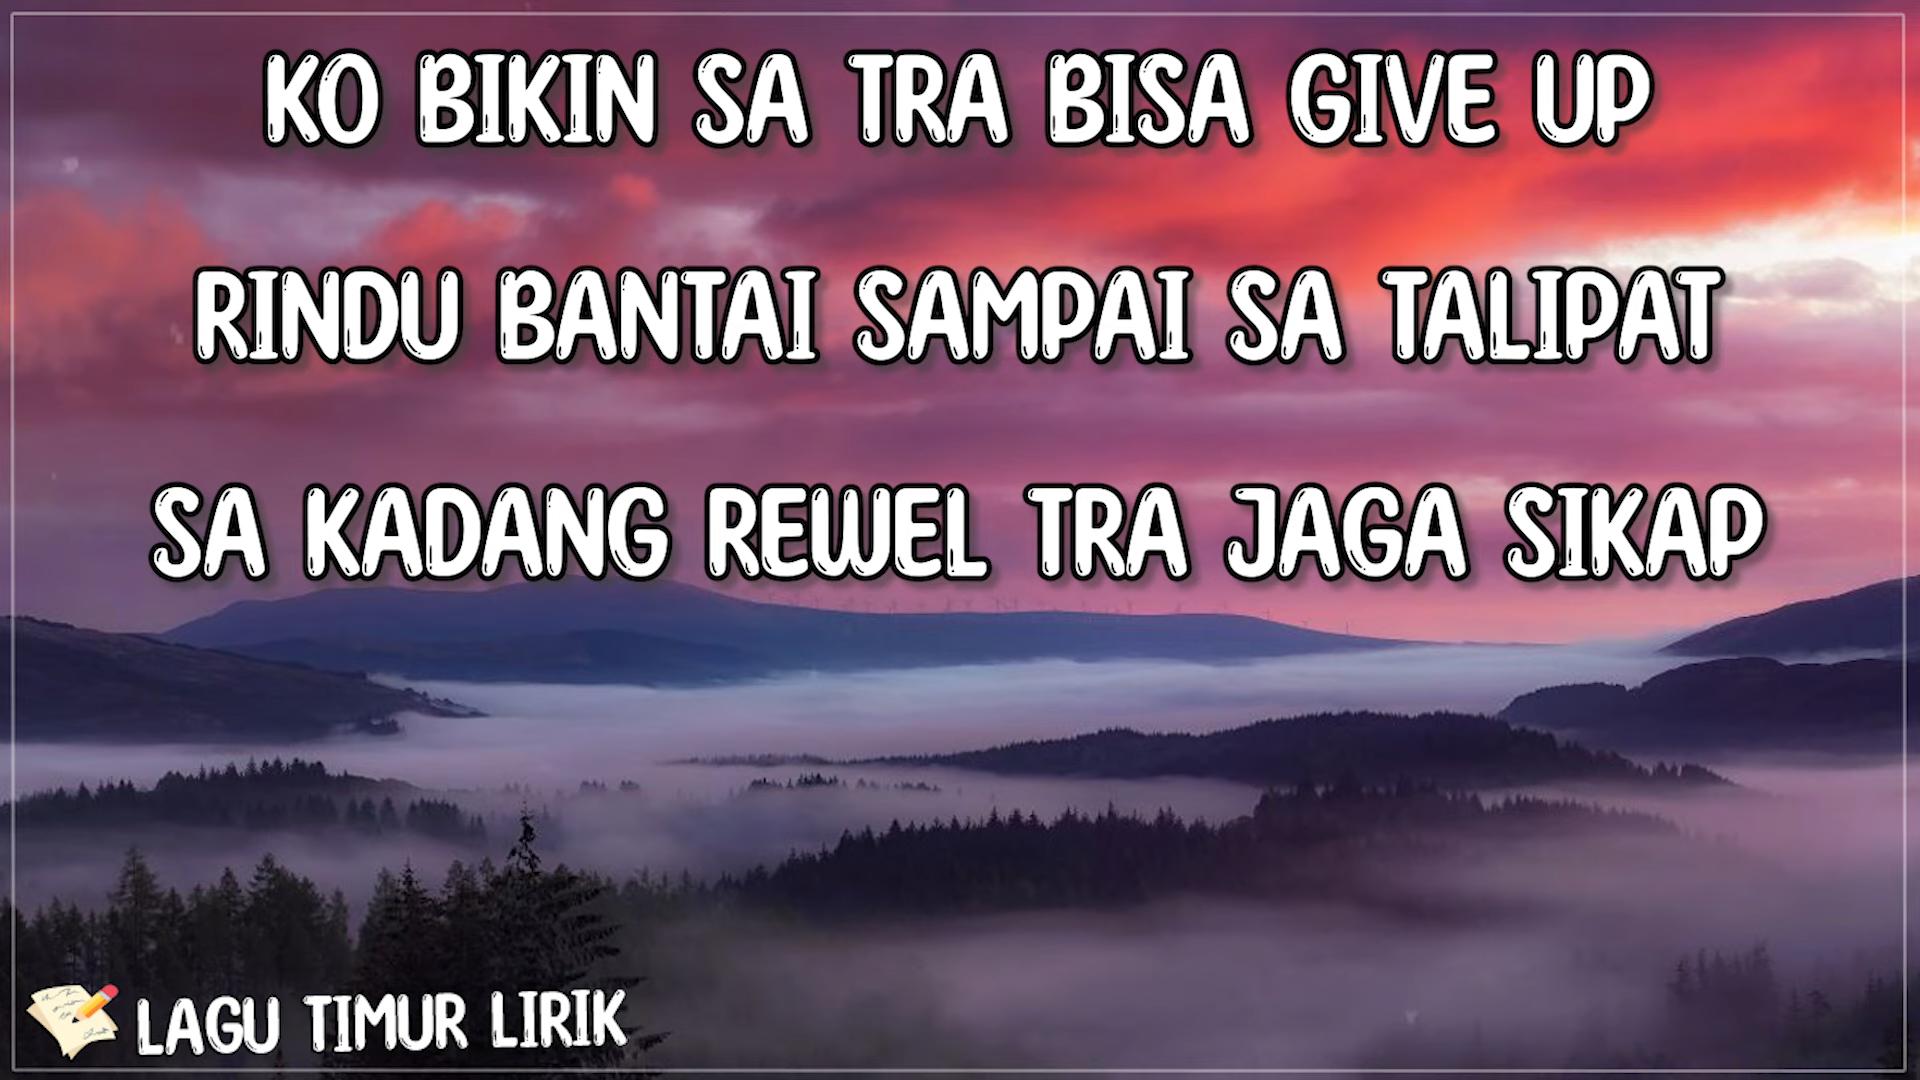 KO BIKIN SA TRA BISA GIVE UP
RINDU BANTAI SAMPAI SA TALIPAT
SA KADANG REWEL TRA JAGA SIKAP
LAGU TIMUR LIRIK